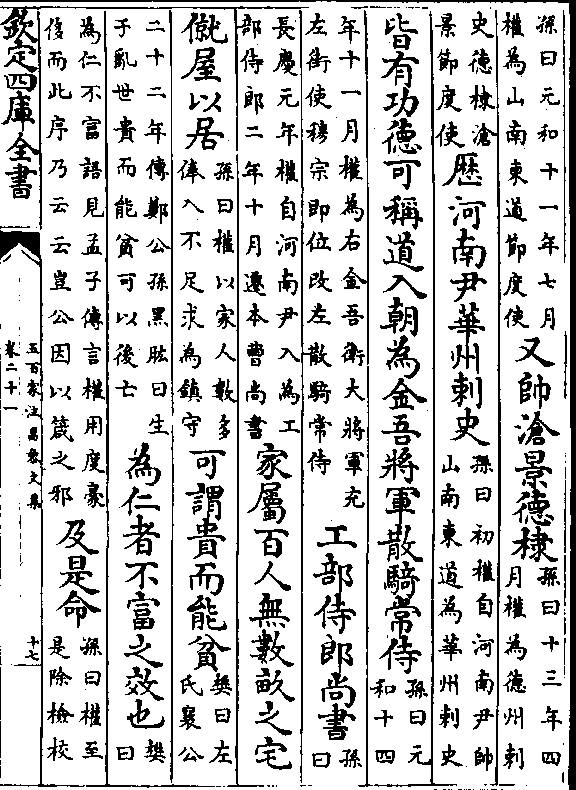 孫曰元和十一年七月權為山南東道節度使又帥滄景德棣孫曰十三年四月權為德州刺
史德棣滄景節度使歷河南尹華州刺史孫曰初權自河南尹帥山南東道為華州刺史
皆有功德可稱道入朝為金吾將軍散騎常侍孫曰元和十四
年十一月權為右金吾衛大將軍充左街使穆宗即位改左散騎常侍工部侍郎尚書孫曰
長慶元年權自河南尹入為工部侍郎二年十月遷本曹尚書家屬百人無數畝之宅
僦屋以居孫曰權以家人數多俸入不足求為鎮守可謂貴而能貧樊曰左氏襄公
二十二年傳鄭公孫黑肱曰生于亂世貴而能貧可以後亡為仁者不富之效也樊曰
為仁不富語見孟子傳言權用度豪侈而此序乃云云豈公因以箴之邪及是命孫曰權至是除檢校
欽定四庫全書
五百家注昌黎文集
卷二十一
十七